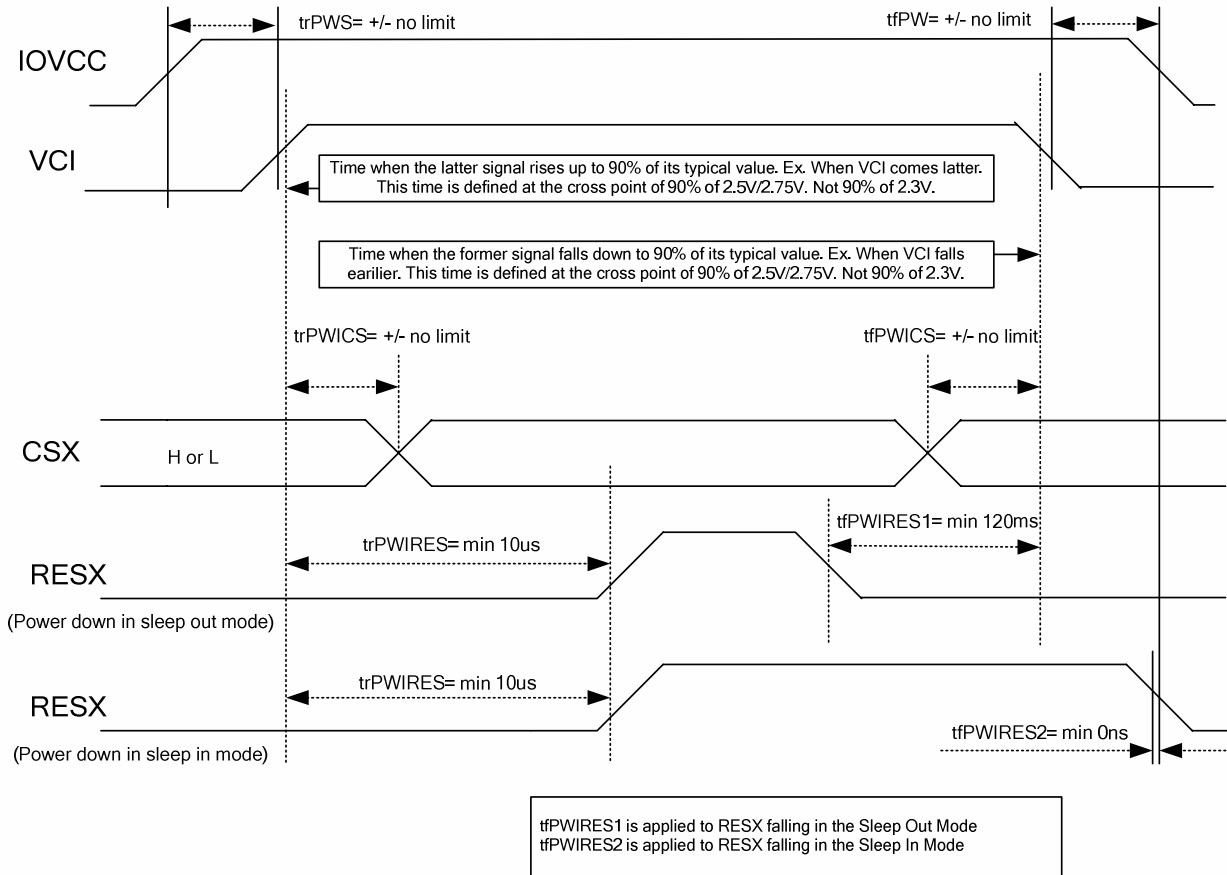 trPWS= +/- no limit
tfPW= +/- no limit
IOVCC
VCI
Time when the latter signal rises up to 90% of its typical value. Ex. When VCI comes latter.
This time is defined at the cross point of 90% of 2.5V/2.75V. Not 90% of 2.3V.
Time when the former signal falls down to 90% of its typical value. Ex. When VCI falls
earilier. This time is defined at the cross point of 90% of 2.5V/2.75V. Not 90% of 2.3V.
trPWICS= +/- no limit
tfPWICS= +/- no limit
CSX
H or L
tfPWIRES1= min 120ms
trPWIRES= min 10us
RESX
(Power down in sleep out mode)
trPWIRES= min 10us
RESX
(Power down in sleep in mode)
tfPWIRES2= min 0ns
tfPWIRES1 is applied to RESX falling in the Sleep Out Mode
tfPWIRES2 is applied to RESX falling in the Sleep In Mode